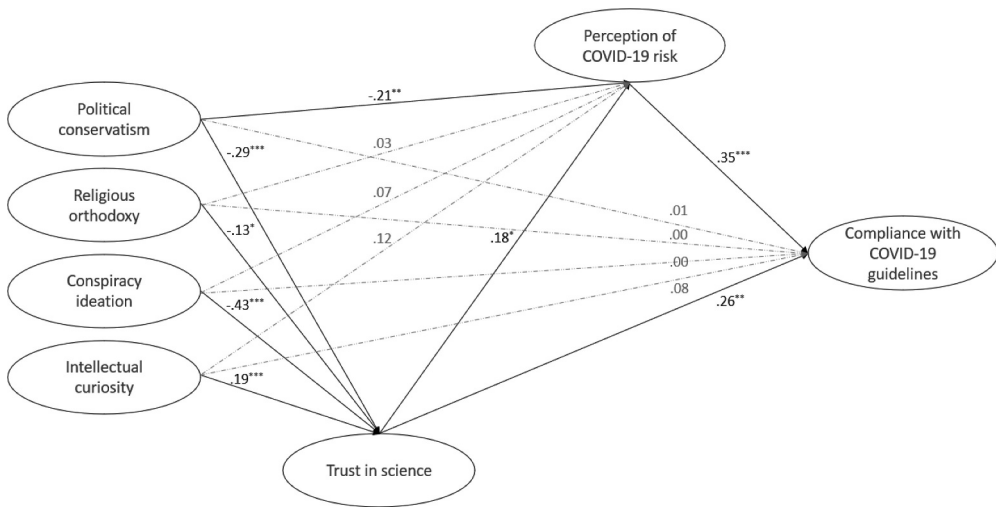 Perception of
COVID-19 risk
Political
conservatism
-.21**
.03
-.29***
.35***
.07
Religious
orthodoxy
.01
-.13*
.12
.18*
.00
Compliance with
COVID-19
guidelines
Conspiracy
ideation
.00
.08
-.43***
.26**
Intellectual
curiosity
.19***
Trust in science